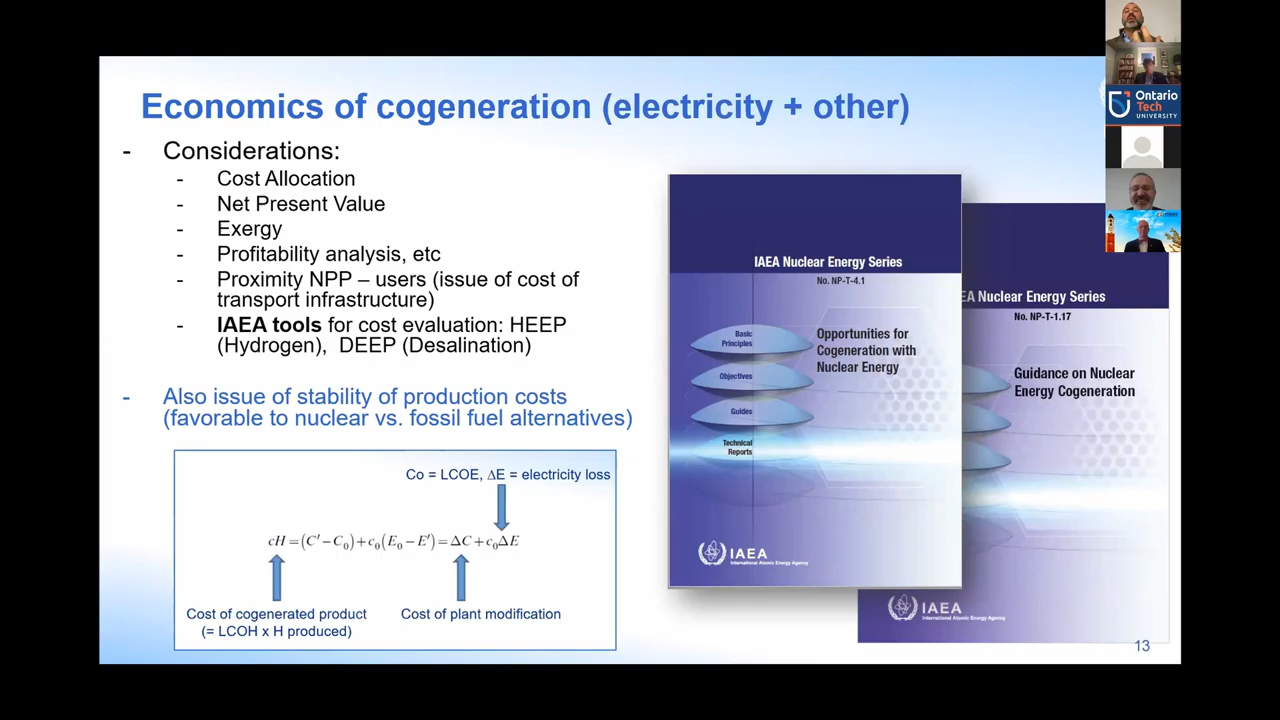 Economics of cogeneration (electricity + other)
- Considerations:
- Cost Allocation
- Net Present Value
- Exergy
- Profitability analysis, etc
- Proximity NPP – users (issue of cost of
transport infrastructure)
- IAEA tools for cost evaluation: HEEP
(Hydrogen), DEEP (Desalination)
- Also issue of stability of production costs
(favorable to nuclear vs. fossil fuel alternatives)
Co = LCOE, ΔE = electricity loss
cH = (C′ – C₀) + c₀(E₀ – E′) = ΔC + c₀ΔE
Cost of cogenerated product
(= LCOH x H produced)
Cost of plant modification
IAEA Nuclear Energy Series
No. NP-T-4.1
Basic
Principles
Opportunities for
Cogeneration with
Nuclear Energy
Objectives
Guides
Technical
Reports
IAEA
International Atomic Energy Agency
EA Nuclear Energy Series
No. NP-T-1.17
Guidance on Nuclear
Energy Cogeneration
IAEA
International Atomic Energy Agency
13
Ontario
Tech
UNIVERSITY